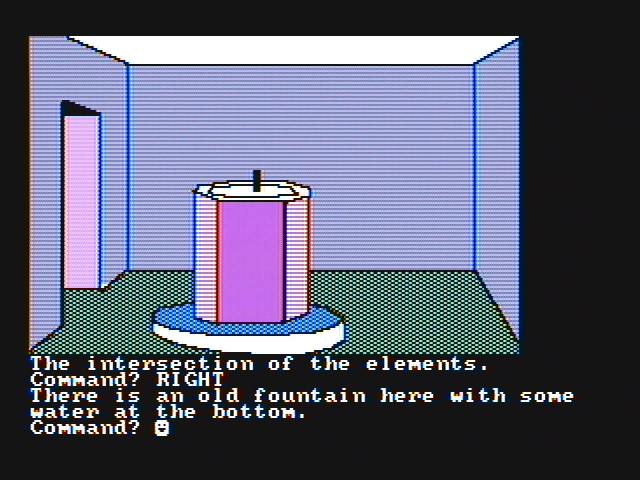 The intersection of the elements.
Command? RIGHT
There is an old fountain here with some
water at the bottom.
Command?